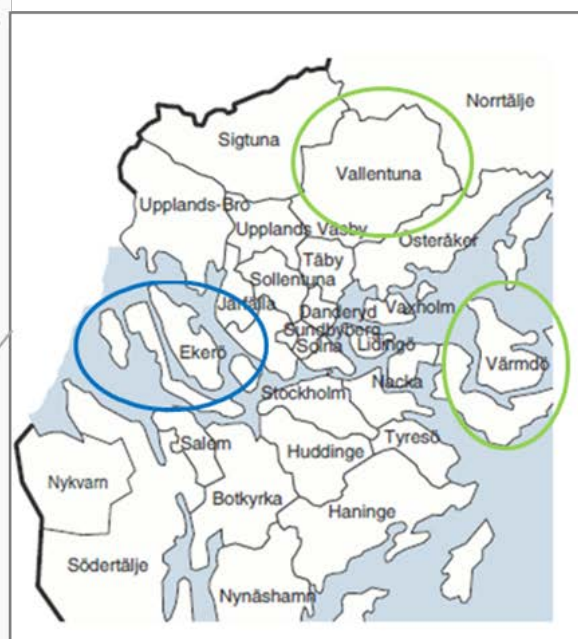 Norrtälje
Sigtuna
Vallentuna
Upplands-Bro
Upplands Väsby
Österåker
Täby
Sollentuna
Järfälla
Danderyd
Vaxholm
Sundbyberg
Solna
Lidingö
Ekerö
Värmdö
Nacka
Stockholm
Salem
Huddinge
Tyresö
Nykvarn
Botkyrka
Haninge
Södertälje
Nynäshamn